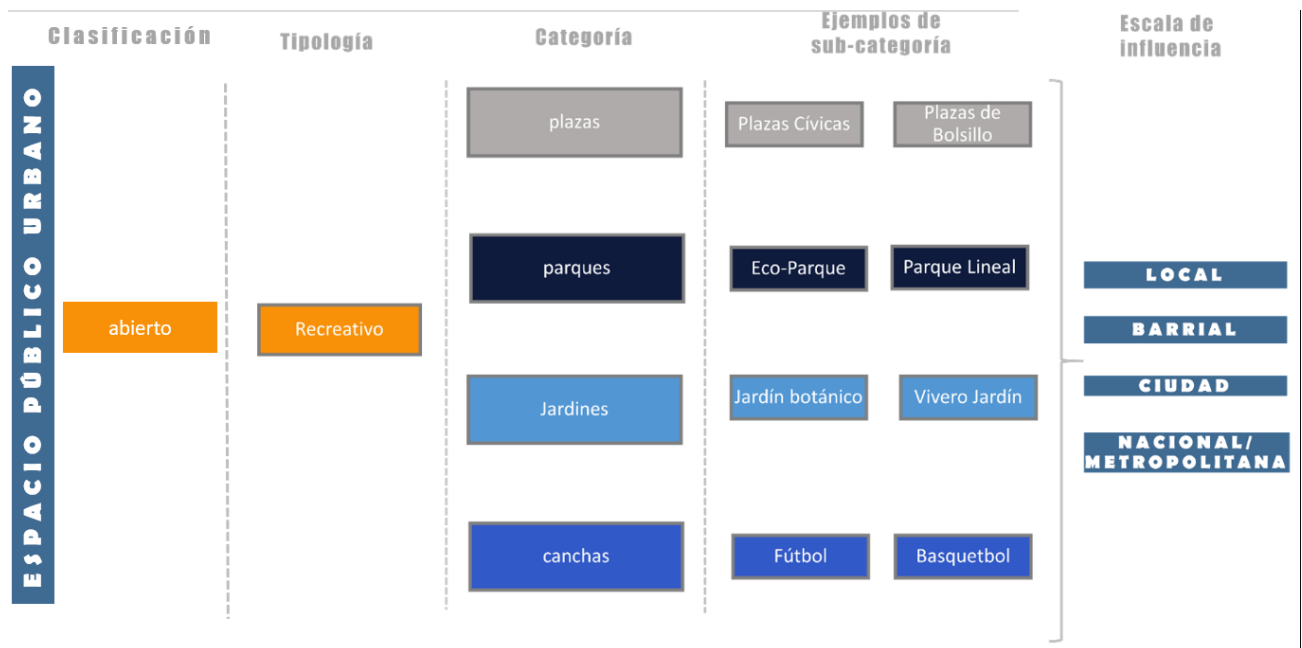 Clasificación
Tipología
Categoría
Ejemplos de
sub-categoría
Escala de
influencia
ESPACIO PÚBLICO URBANO
abierto
Recreativo
plazas
Plazas Cívicas
Plazas de
Bolsillo
parques
Eco-Parque
Parque Lineal
Jardines
Jardín botánico
Vivero Jardín
canchas
Fútbol
Basquetbol
LOCAL
BARRIAL
CIUDAD
NACIONAL/
METROPOLITANA